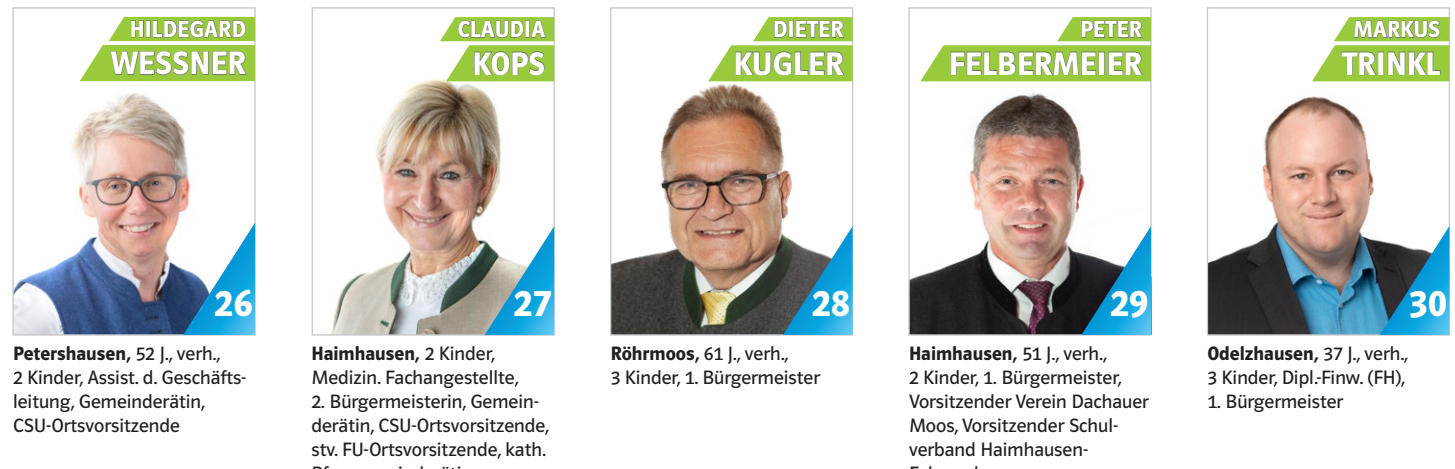 HILDEGARD
WESSNER
26
Petershausen, 52 J., verh.,
2 Kinder, Assist. d. Geschäfts-
leitung, Gemeinderätin,
CSU-Ortsvorsitzende
CLAUDIA
KOPS
27
Haimhausen, 2 Kinder,
Medizin. Fachangestellte,
2. Bürgermeisterin, Gemein-
derätin, CSU-Ortsvorsitzende,
stv. FU-Ortsvorsitzende, kath.
DIETER
KUGLER
28
Röhrmoos, 61 J., verh.,
3 Kinder, 1. Bürgermeister
PETER
FELBERMEIER
29
Haimhausen, 51 J., verh.,
2 Kinder, 1. Bürgermeister,
Vorsitzender Verein Dachauer
Moos, Vorsitzender Schul-
verband Haimhausen-
MARKUS
TRINKL
30
Odelzhausen, 37 J., verh.,
3 Kinder, Dipl.-Finw. (FH),
1. Bürgermeister